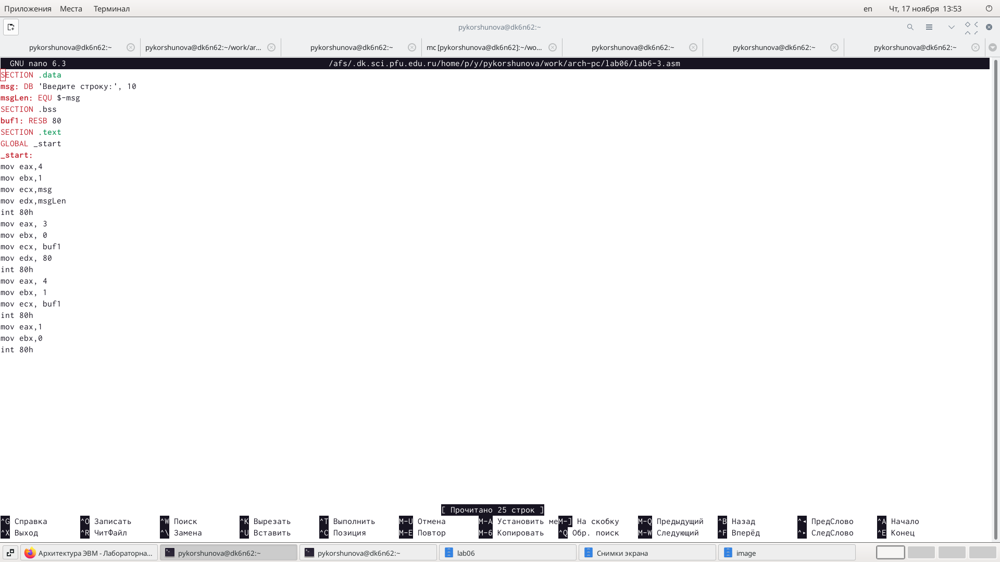 Приложения Места Терминал en Чт, 17 ноября 13:53
pykorshunova@dk6n62:~
pykorshunova@dk6n62:~ pykorshunova@dk6n62:~/work/ar... pykorshunova@dk6n62:~ mc [pykorshunova@dk6n62]:~/wo... pykorshunova@dk6n62:~ pykorshunova@dk6n62:~ pykorshunova@dk6n62:~
GNU nano 6.3 /afs/.dk.sci.pfu.edu.ru/home/p/y/pykorshunova/work/arch-pc/lab06/lab6-3.asm
SECTION .data
msg: DB 'Введите строку:', 10
msgLen: EQU $-msg
SECTION .bss
buf1: RESB 80
SECTION .text
GLOBAL _start
_start:
mov eax,4
mov ebx,1
mov ecx,msg
mov edx,msgLen
int 80h
mov eax, 3
mov ebx, 0
mov ecx, buf1
mov edx, 80
int 80h
mov eax, 4
mov ebx, 1
mov ecx, buf1
int 80h
mov eax,1
mov ebx,0
int 80h
[ Прочитано 25 строк ]
^G Справка ^O Записать ^W Поиск ^K Вырезать ^T Выполнить M-U Отмена M-A Установить ме M-] На скобку M-Q Предыдущий ^B Назад ^◂ ПредСлово ^A Начало
^X Выход ^R ЧитФайл ^\ Замена ^U Вставить ^C Позиция M-E Повтор M-6 Копировать ^Q Обр. поиск M-W Следующий ^F Вперёд ^▸ СледСлово ^E Конец
Архитектура ЭВМ - Лабораторна... pykorshunova@dk6n62:~ pykorshunova@dk6n62:~ lab06 Снимки экрана image